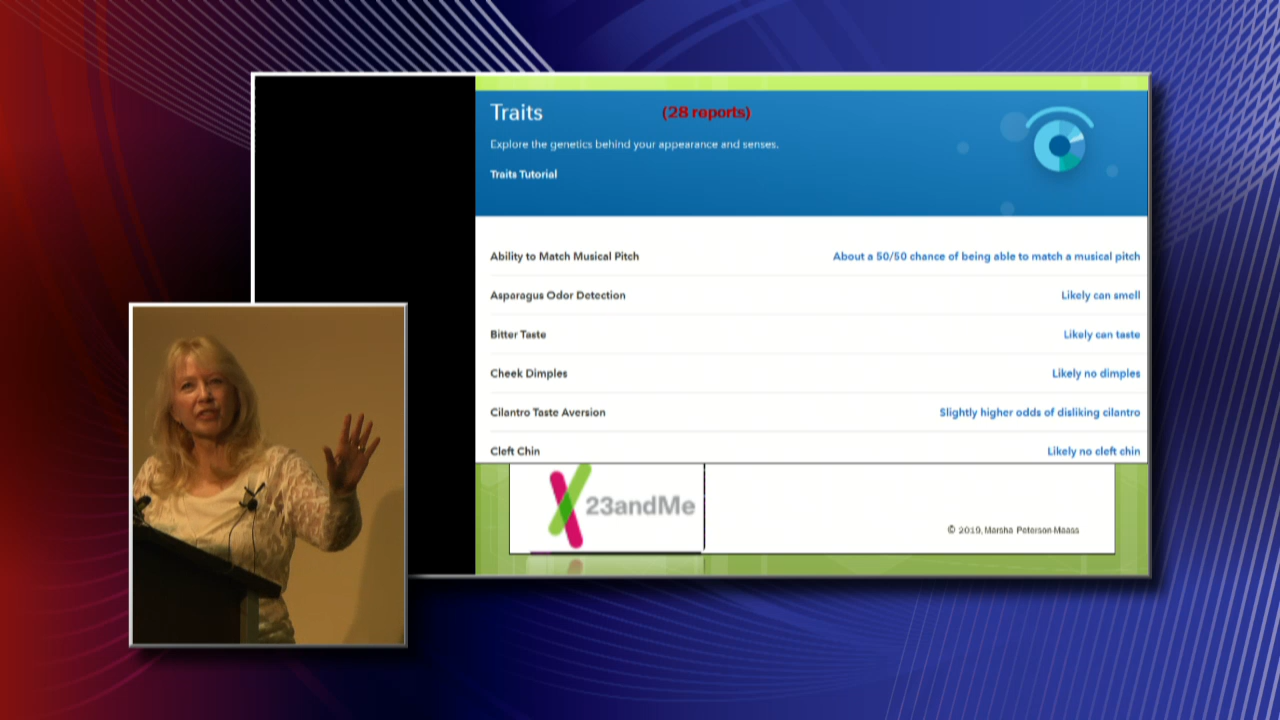 Traits (28 reports)
Explore the genetics behind your appearance and senses.
Traits Tutorial
Ability to Match Musical Pitch About a 50/50 chance of being able to match a musical pitch
Asparagus Odor Detection Likely can smell
Bitter Taste Likely can taste
Cheek Dimples Likely no dimples
Cilantro Taste Aversion Slightly higher odds of disliking cilantro
Cleft Chin Likely no cleft chin
23andMe
© 2019, Marsha Peterson-Maass